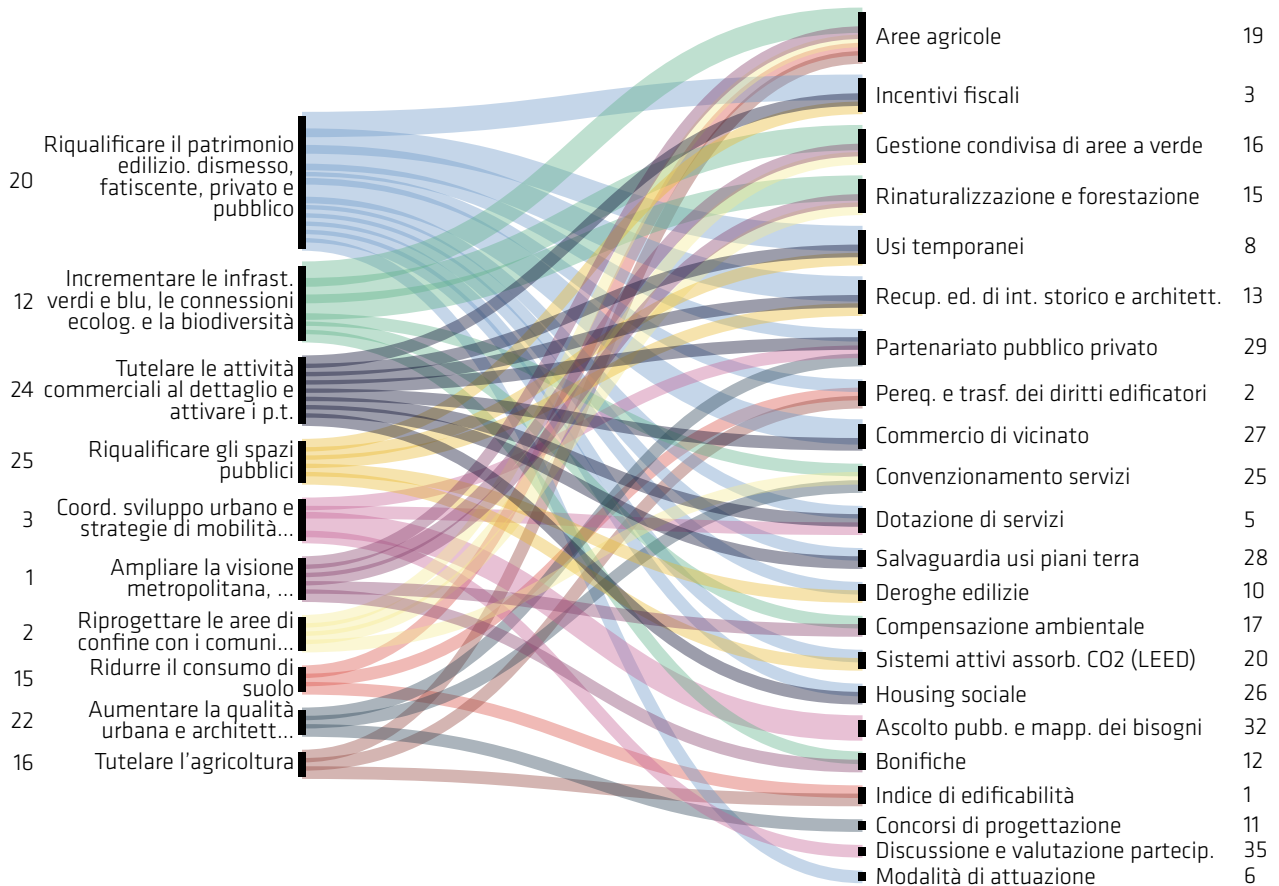 20
Riqualificare il patrimonio
edilizio. dismesso,
fatiscente, privato e
pubblico
12
Incrementare le infrast.
verdi e blu, le connessioni
ecolog. e la biodiversità
24
Tutelare le attività
commerciali al dettaglio e
attivare i p.t.
25
Riqualificare gli spazi
pubblici
3
Coord. sviluppo urbano e
strategie di mobilità...
1
Ampliare la visione
metropolitana, ...
2
Riprogettare le aree di
confine con i comuni...
15
Ridurre il consumo di
suolo
22
Aumentare la qualità
urbana e architett...
16
Tutelare l'agricoltura
Aree agricole 19
Incentivi fiscali 3
Gestione condivisa di aree a verde 16
Rinaturalizzazione e forestazione 15
Usi temporanei 8
Recup. ed. di int. storico e architett. 13
Partenariato pubblico privato 29
Pereq. e trasf. dei diritti edificatori 2
Commercio di vicinato 27
Convenzionamento servizi 25
Dotazione di servizi 5
Salvaguardia usi piani terra 28
Deroghe edilizie 10
Compensazione ambientale 17
Sistemi attivi assorb. CO2 (LEED) 20
Housing sociale 26
Ascolto pubb. e mapp. dei bisogni 32
Bonifiche 12
Indice di edificabilità 1
Concorsi di progettazione 11
Discussione e valutazione partecip. 35
Modalità di attuazione 6